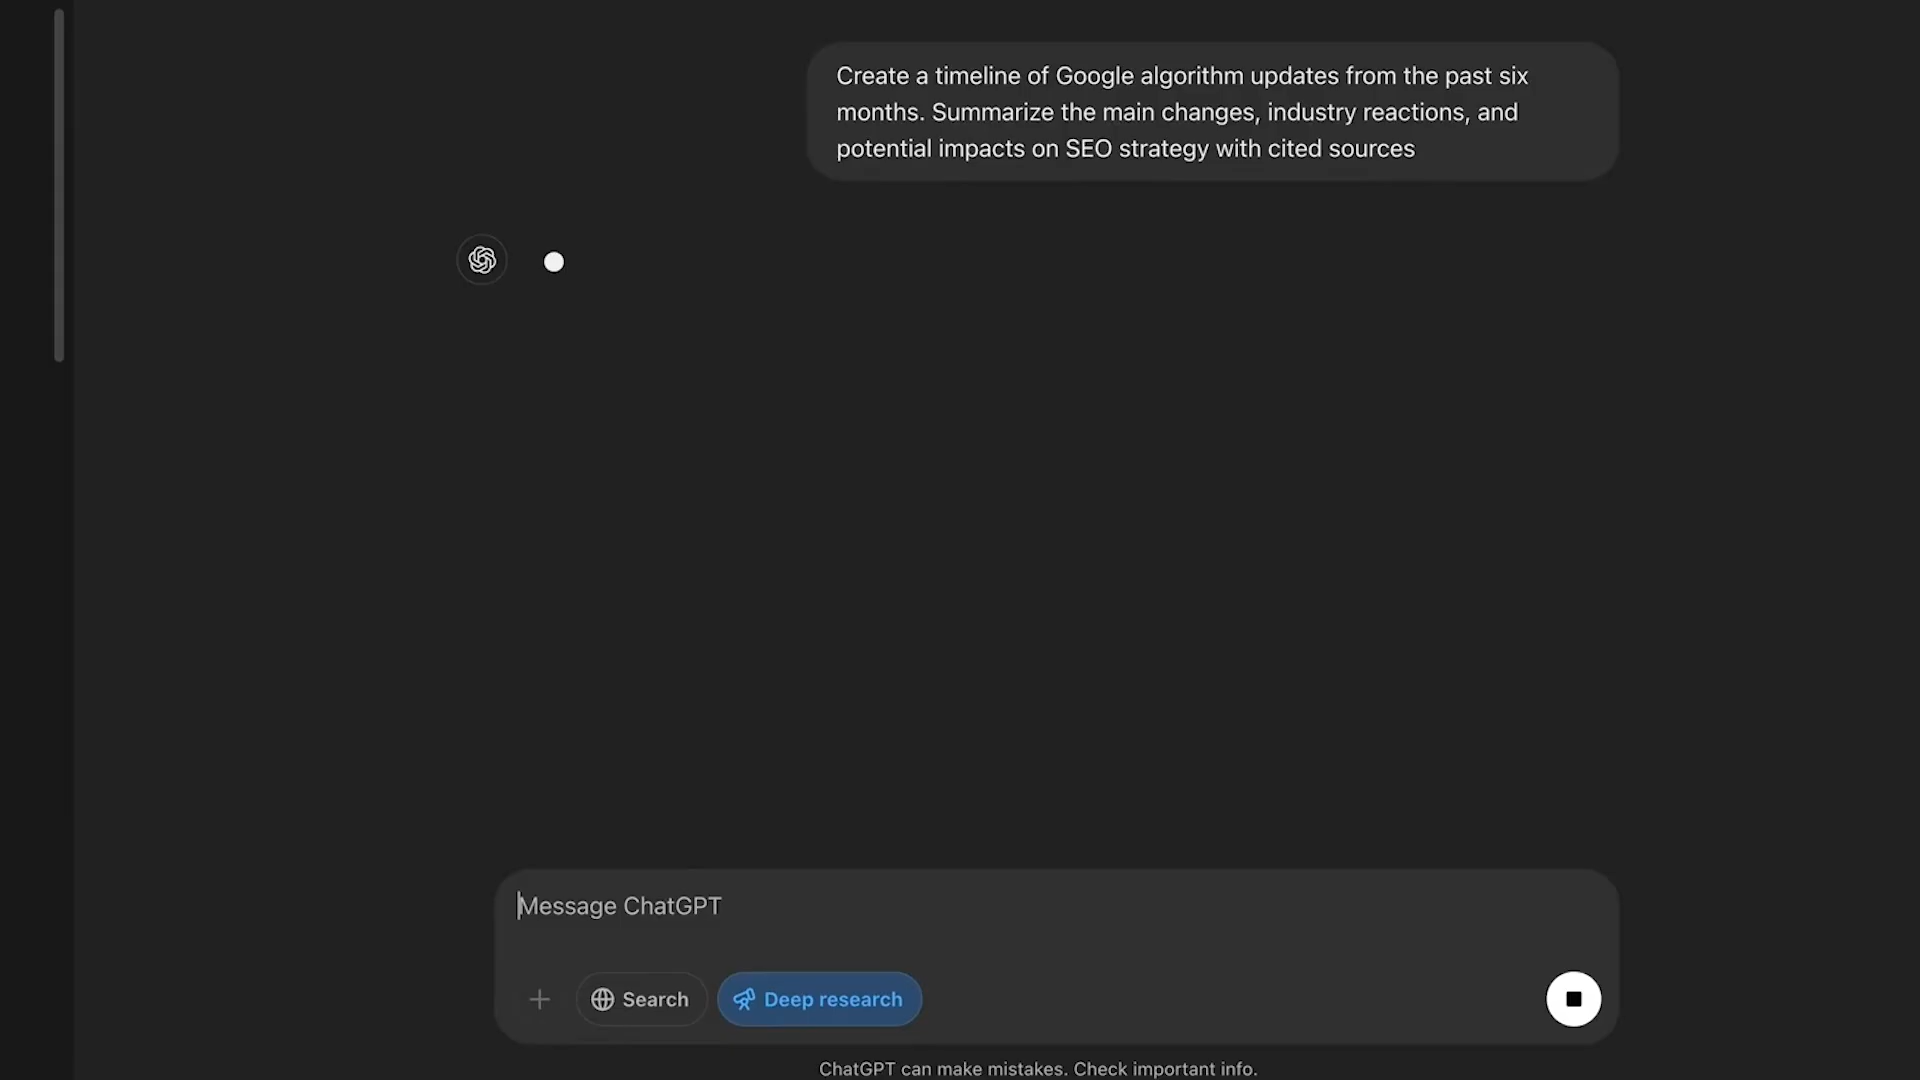 Create a timeline of Google algorithm updates from the past six
months. Summarize the main changes, industry reactions, and
potential impacts on SEO strategy with cited sources
Message ChatGPT
Search
Deep research
ChatGPT can make mistakes. Check important info.